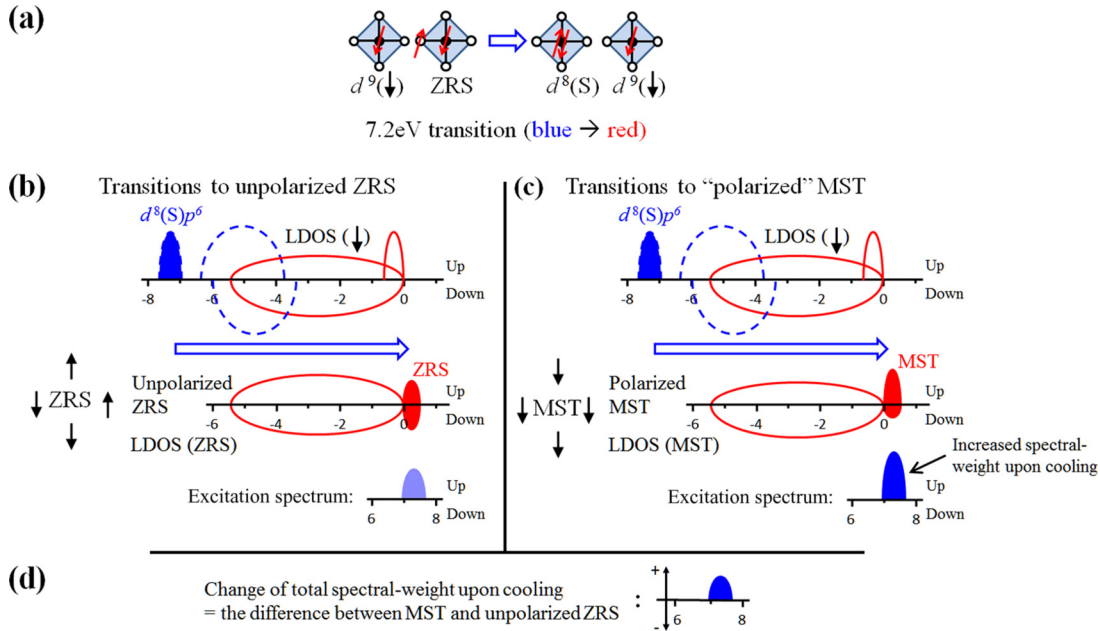 (a)
d⁹(↓) ZRS d⁸(S) d⁹(↓)
7.2eV transition (blue → red)
(b) Transitions to unpolarized ZRS
d⁸(S)p⁶
LDOS (↓)
Up
Down
-8 -6 -4 -2 0
ZRS
Unpolarized
ZRS
Up
Down
-6 -4 -2 0
↓ ZRS ↑
LDOS (ZRS)
Excitation spectrum:
Up
Down
6 8
(c) Transitions to “polarized” MST
d⁸(S)p⁶
LDOS (↓)
Up
Down
-8 -6 -4 -2 0
MST
Polarized
MST
Up
Down
-6 -4 -2 0
↓ MST ↓
LDOS (MST)
Increased spectral-
weight upon cooling
Excitation spectrum:
Up
Down
6 8
(d)
Change of total spectral-weight upon cooling
= the difference between MST and unpolarized ZRS :
+
-
6 8